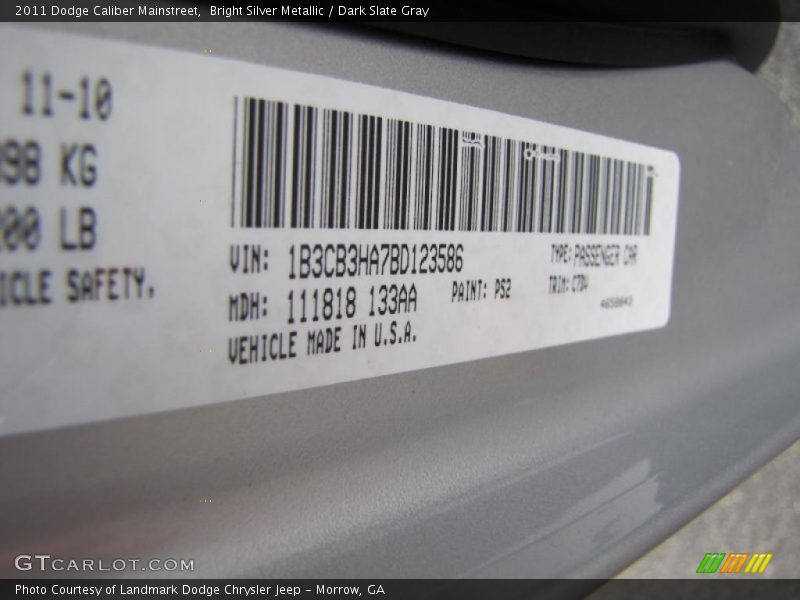 2011 Dodge Caliber Mainstreet, Bright Silver Metallic / Dark Slate Gray
11-10
98 KG
00 LB
ICLE SAFETY.
VIN: 1B3CB3HA7BD123586
TYPE: PASSENGER CAR
MDH: 111818 133AA
PAINT: PS2
TRIM: C7DV
VEHICLE MADE IN U.S.A.
GTCARLOT.COM
Photo Courtesy of Landmark Dodge Chrysler Jeep - Morrow, GA